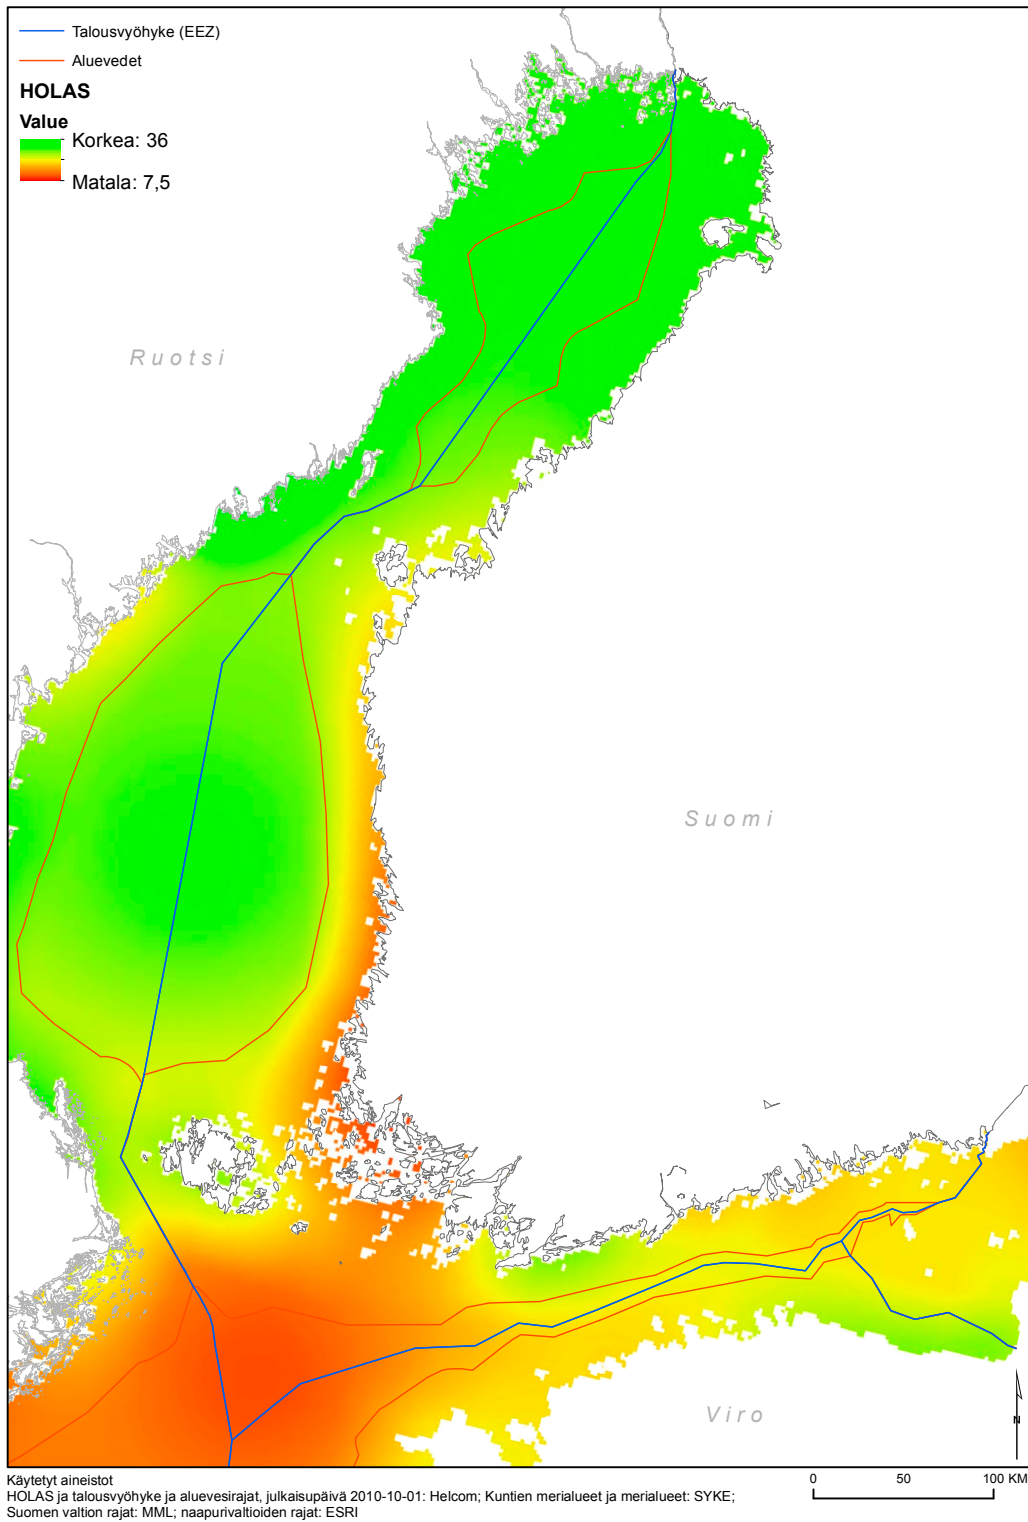 Talousvyöhyke (EEZ)
Aluevedet
HOLAS
Value
Korkea: 36
Matala: 7,5
Ruotsi
Suomi
Viro
N
Käytetyt aineistot
HOLAS ja talousvyöhyke ja aluevesirajat, julkaisupäivä 2010-10-01: Helcom; Kuntien merialueet ja merialueet: SYKE;
Suomen valtion rajat: MML; naapurivaltioiden rajat: ESRI
0 50 100 KM